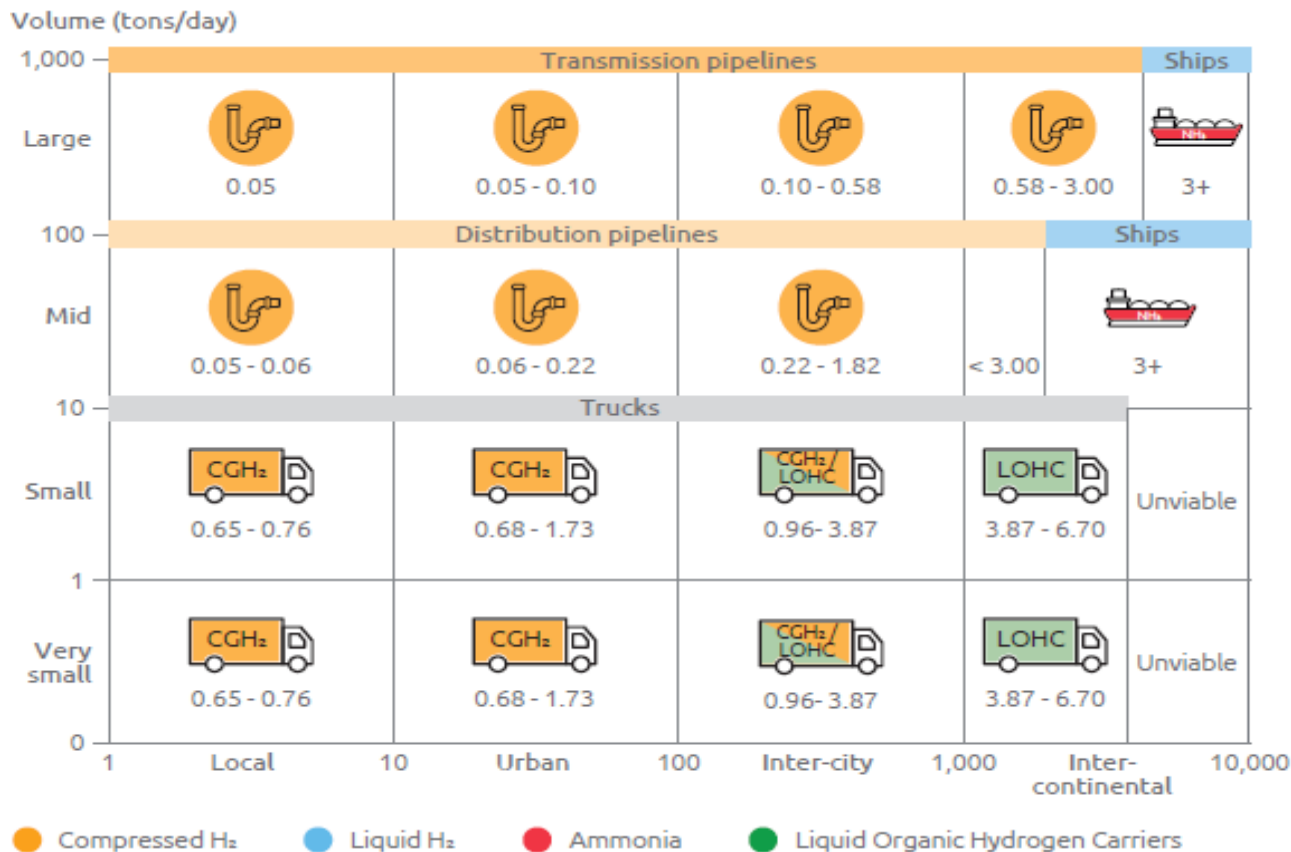 Volume (tons/day)
1,000
Transmission pipelines
Ships
Large
NH₃
0.05
0.05 - 0.10
0.10 - 0.58
0.58 - 3.00
3+
100
Distribution pipelines
Ships
Mid
NH₃
0.05 - 0.06
0.06 - 0.22
0.22 - 1.82
< 3.00
3+
10
Trucks
Small
CGH₂
CGH₂
CGH₂/
LOHC
LOHC
Unviable
0.65 - 0.76
0.68 - 1.73
0.96- 3.87
3.87 - 6.70
1
Very
small
CGH₂
CGH₂
CGH₂/
LOHC
LOHC
Unviable
0.65 - 0.76
0.68 - 1.73
0.96- 3.87
3.87 - 6.70
0
1
Local
10
Urban
100
Inter-city
1,000
Inter-
continental
10,000
Compressed H₂
Liquid H₂
Ammonia
Liquid Organic Hydrogen Carriers